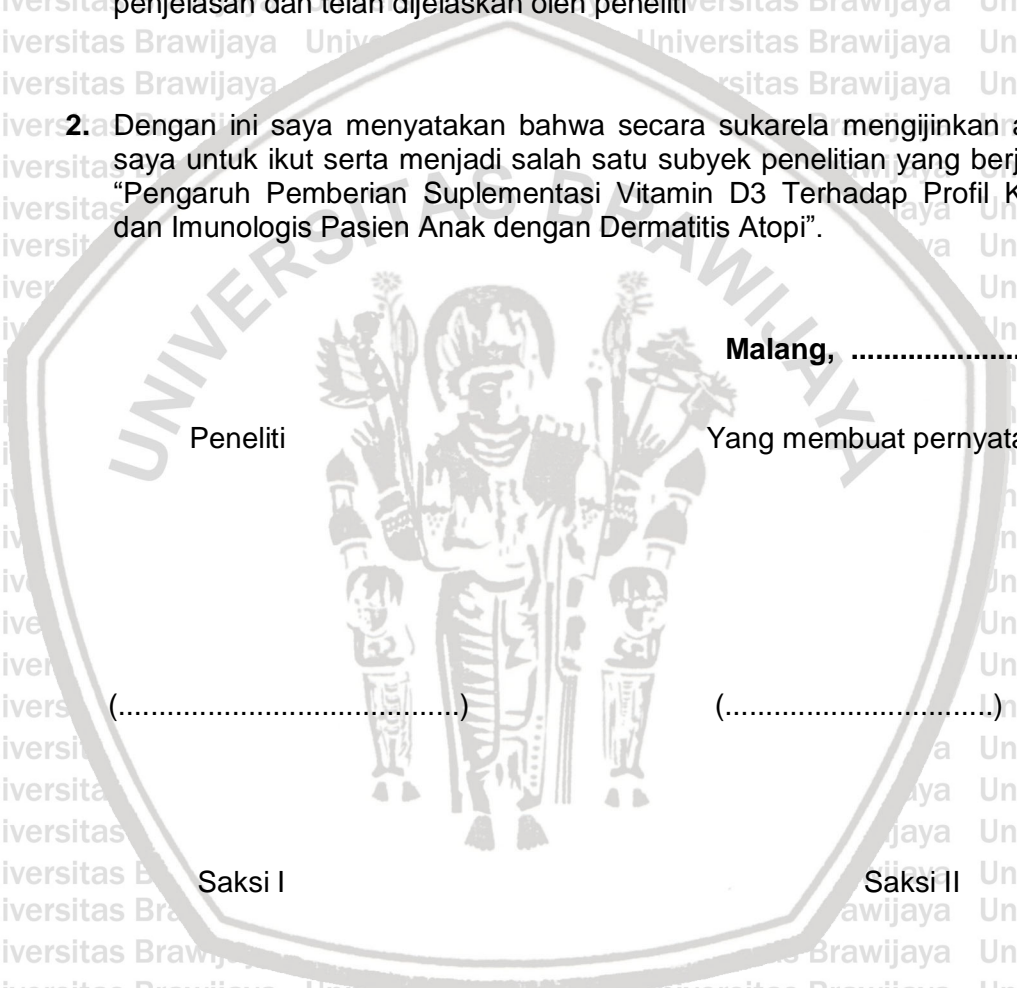 penjelasan dan telah dijelaskan oleh peneliti
2. Dengan ini saya menyatakan bahwa secara sukarela mengijinkan
saya untuk ikut serta menjadi salah satu subyek penelitian yang
“Pengaruh Pemberian Suplementasi Vitamin D3 Terhadap Profil
dan Imunologis Pasien Anak dengan Dermatitis Atopi”.
UNIVERSITAS BRAWIJAYA
Malang, .....................
Peneliti Yang membuat
(..........................................) (.................................)
Saksi I Saksi II